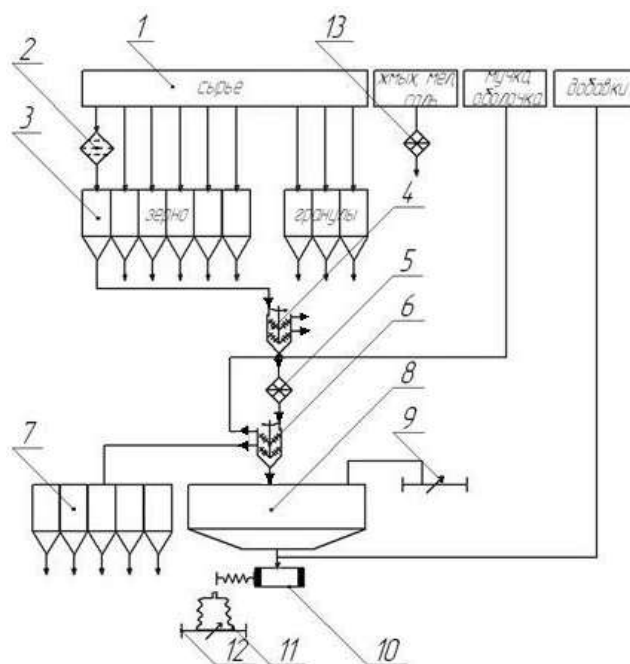 1
2
13
сырье
жмых, мел,
соль
мучка,
оболочка
добавки
3
зерно
гранулы
4
5
6
7
8
9
10
11
12